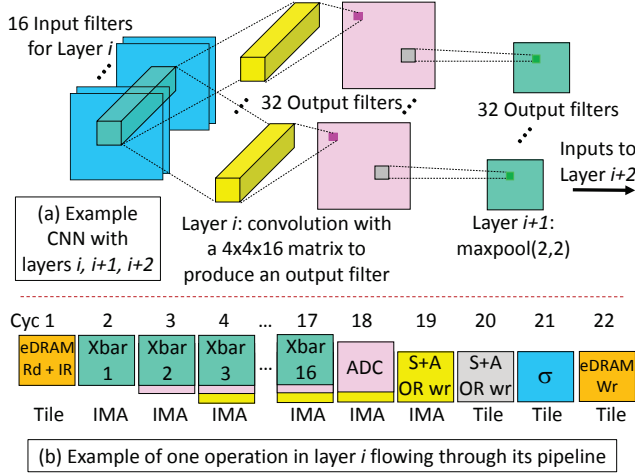 16 Input filters
for Layer i
32 Output filters
32 Output filters
Inputs to
Layer i+2
(a) Example
CNN with
layers i, i+1, i+2
Layer i: convolution with
a 4x4x16 matrix to
produce an output filter
Layer i+1:
maxpool(2,2)
Cyc 1 2 3 4 ... 17 18 19 20 21 22
eDRAM Rd + IR
Xbar 1
Xbar 2
Xbar 3
...
Xbar 16
ADC
S+A OR wr
S+A OR wr
σ
eDRAM Wr
Tile IMA IMA IMA IMA IMA IMA Tile Tile Tile
(b) Example of one operation in layer i flowing through its pipeline